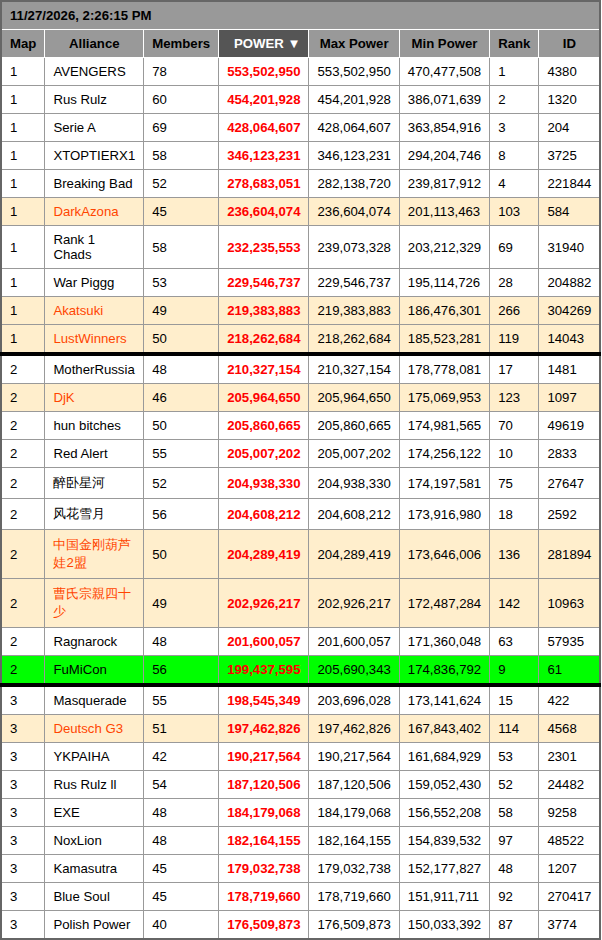 11/27/2026, 2:26:15 PM
Map Alliance Members POWER ▼ Max Power Min Power Rank ID
1 AVENGERS 78 553,502,950 553,502,950 470,477,508 1 4380
1 Rus Rulz 60 454,201,928 454,201,928 386,071,639 2 1320
1 Serie A 69 428,064,607 428,064,607 363,854,916 3 204
1 XTOPTIERX1 58 346,123,231 346,123,231 294,204,746 8 3725
1 Breaking Bad 52 278,683,051 282,138,720 239,817,912 4 221844
1 DarkAzona 45 236,604,074 236,604,074 201,113,463 103 584
1 Rank 1
Chads 58 232,235,553 239,073,328 203,212,329 69 31940
1 War Piggg 53 229,546,737 229,546,737 195,114,726 28 204882
1 Akatsuki 49 219,383,883 219,383,883 186,476,301 266 304269
1 LustWinners 50 218,262,684 218,262,684 185,523,281 119 14043
2 MotherRussia 48 210,327,154 210,327,154 178,778,081 17 1481
2 DjK 46 205,964,650 205,964,650 175,069,953 123 1097
2 hun bitches 50 205,860,665 205,860,665 174,981,565 70 49619
2 Red Alert 55 205,007,202 205,007,202 174,256,122 10 2833
2 醉卧星河 52 204,938,330 204,938,330 174,197,581 75 27647
2 风花雪月 56 204,608,212 204,608,212 173,916,980 18 2592
2 中国金刚葫芦
娃2盟 50 204,289,419 204,289,419 173,646,006 136 281894
2 曹氏宗親四十
少 49 202,926,217 202,926,217 172,487,284 142 10963
2 Ragnarock 48 201,600,057 201,600,057 171,360,048 63 57935
2 FuMiCon 56 199,437,595 205,690,343 174,836,792 9 61
3 Masquerade 55 198,545,349 203,696,028 173,141,624 15 422
3 Deutsch G3 51 197,462,826 197,462,826 167,843,402 114 4568
3 YKPAIHA 42 190,217,564 190,217,564 161,684,929 53 2301
3 Rus Rulz ll 54 187,120,506 187,120,506 159,052,430 52 24482
3 EXE 48 184,179,068 184,179,068 156,552,208 58 9258
3 NoxLion 48 182,164,155 182,164,155 154,839,532 97 48522
3 Kamasutra 45 179,032,738 179,032,738 152,177,827 48 1207
3 Blue Soul 45 178,719,660 178,719,660 151,911,711 92 270417
3 Polish Power 40 176,509,873 176,509,873 150,033,392 87 3774